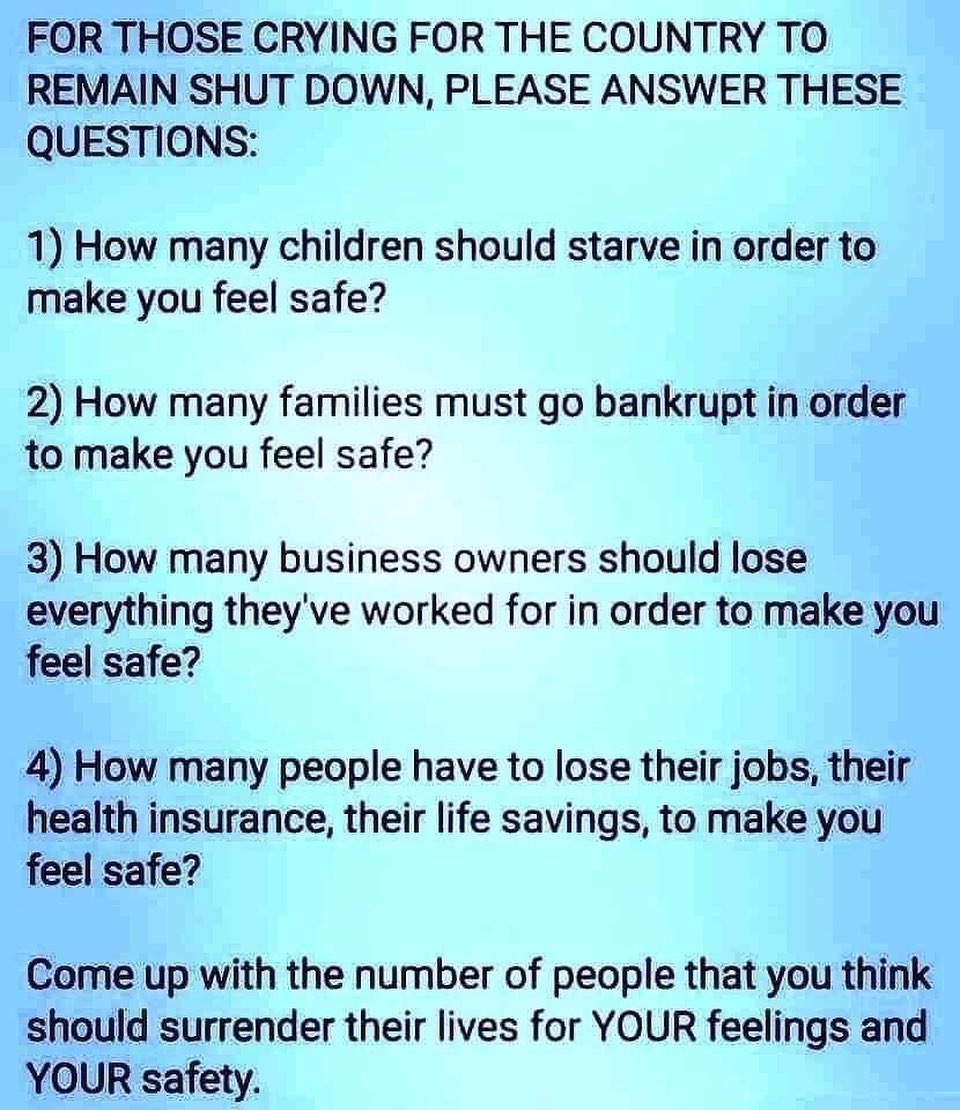 FOR THOSE CRYING FOR THE COUNTRY TO
REMAIN SHUT DOWN, PLEASE ANSWER THESE
QUESTIONS:
1) How many children should starve in order to
make you feel safe?
2) How many families must go bankrupt in order
to make you feel safe?
3) How many business owners should lose
everything they've worked for in order to make you
feel safe?
4) How many people have to lose their jobs, their
health insurance, their life savings, to make you
feel safe?
Come up with the number of people that you think
should surrender their lives for YOUR feelings and
YOUR safety.